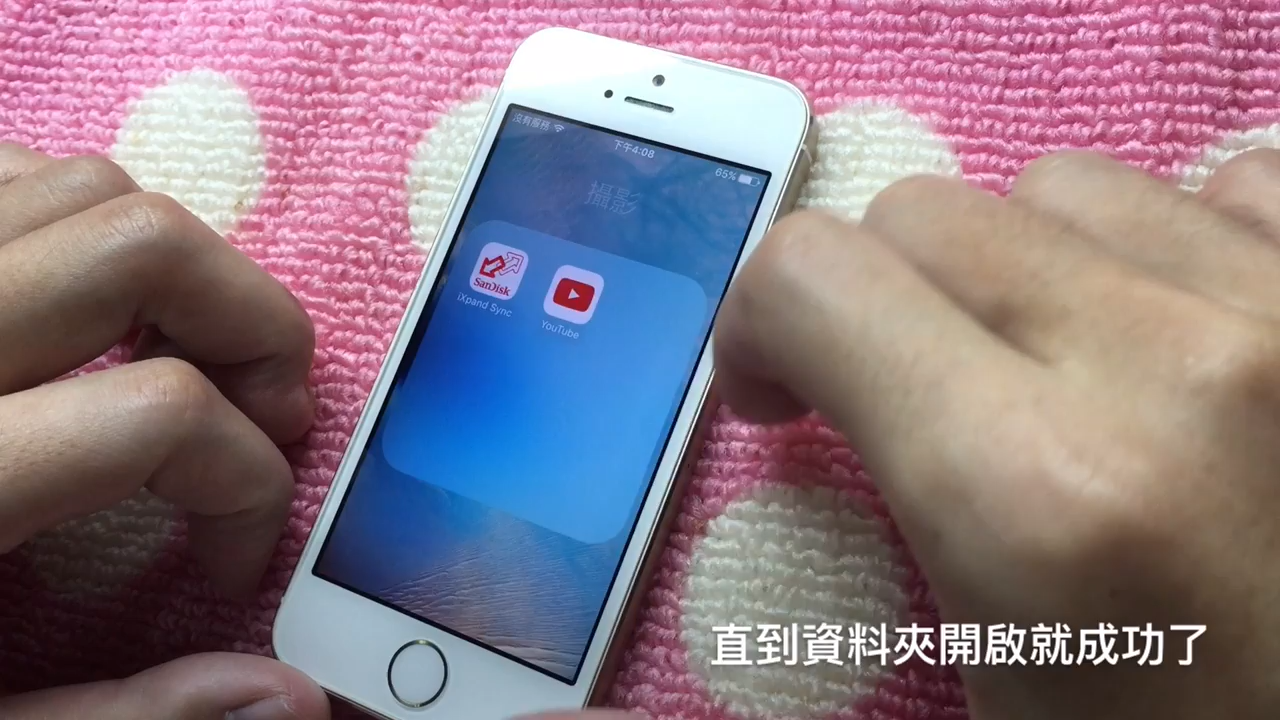 沒有服務
下午4:08
65%
攝影
SanDisk
iXpand Sync
YouTube
直到資料夾開啟就成功了